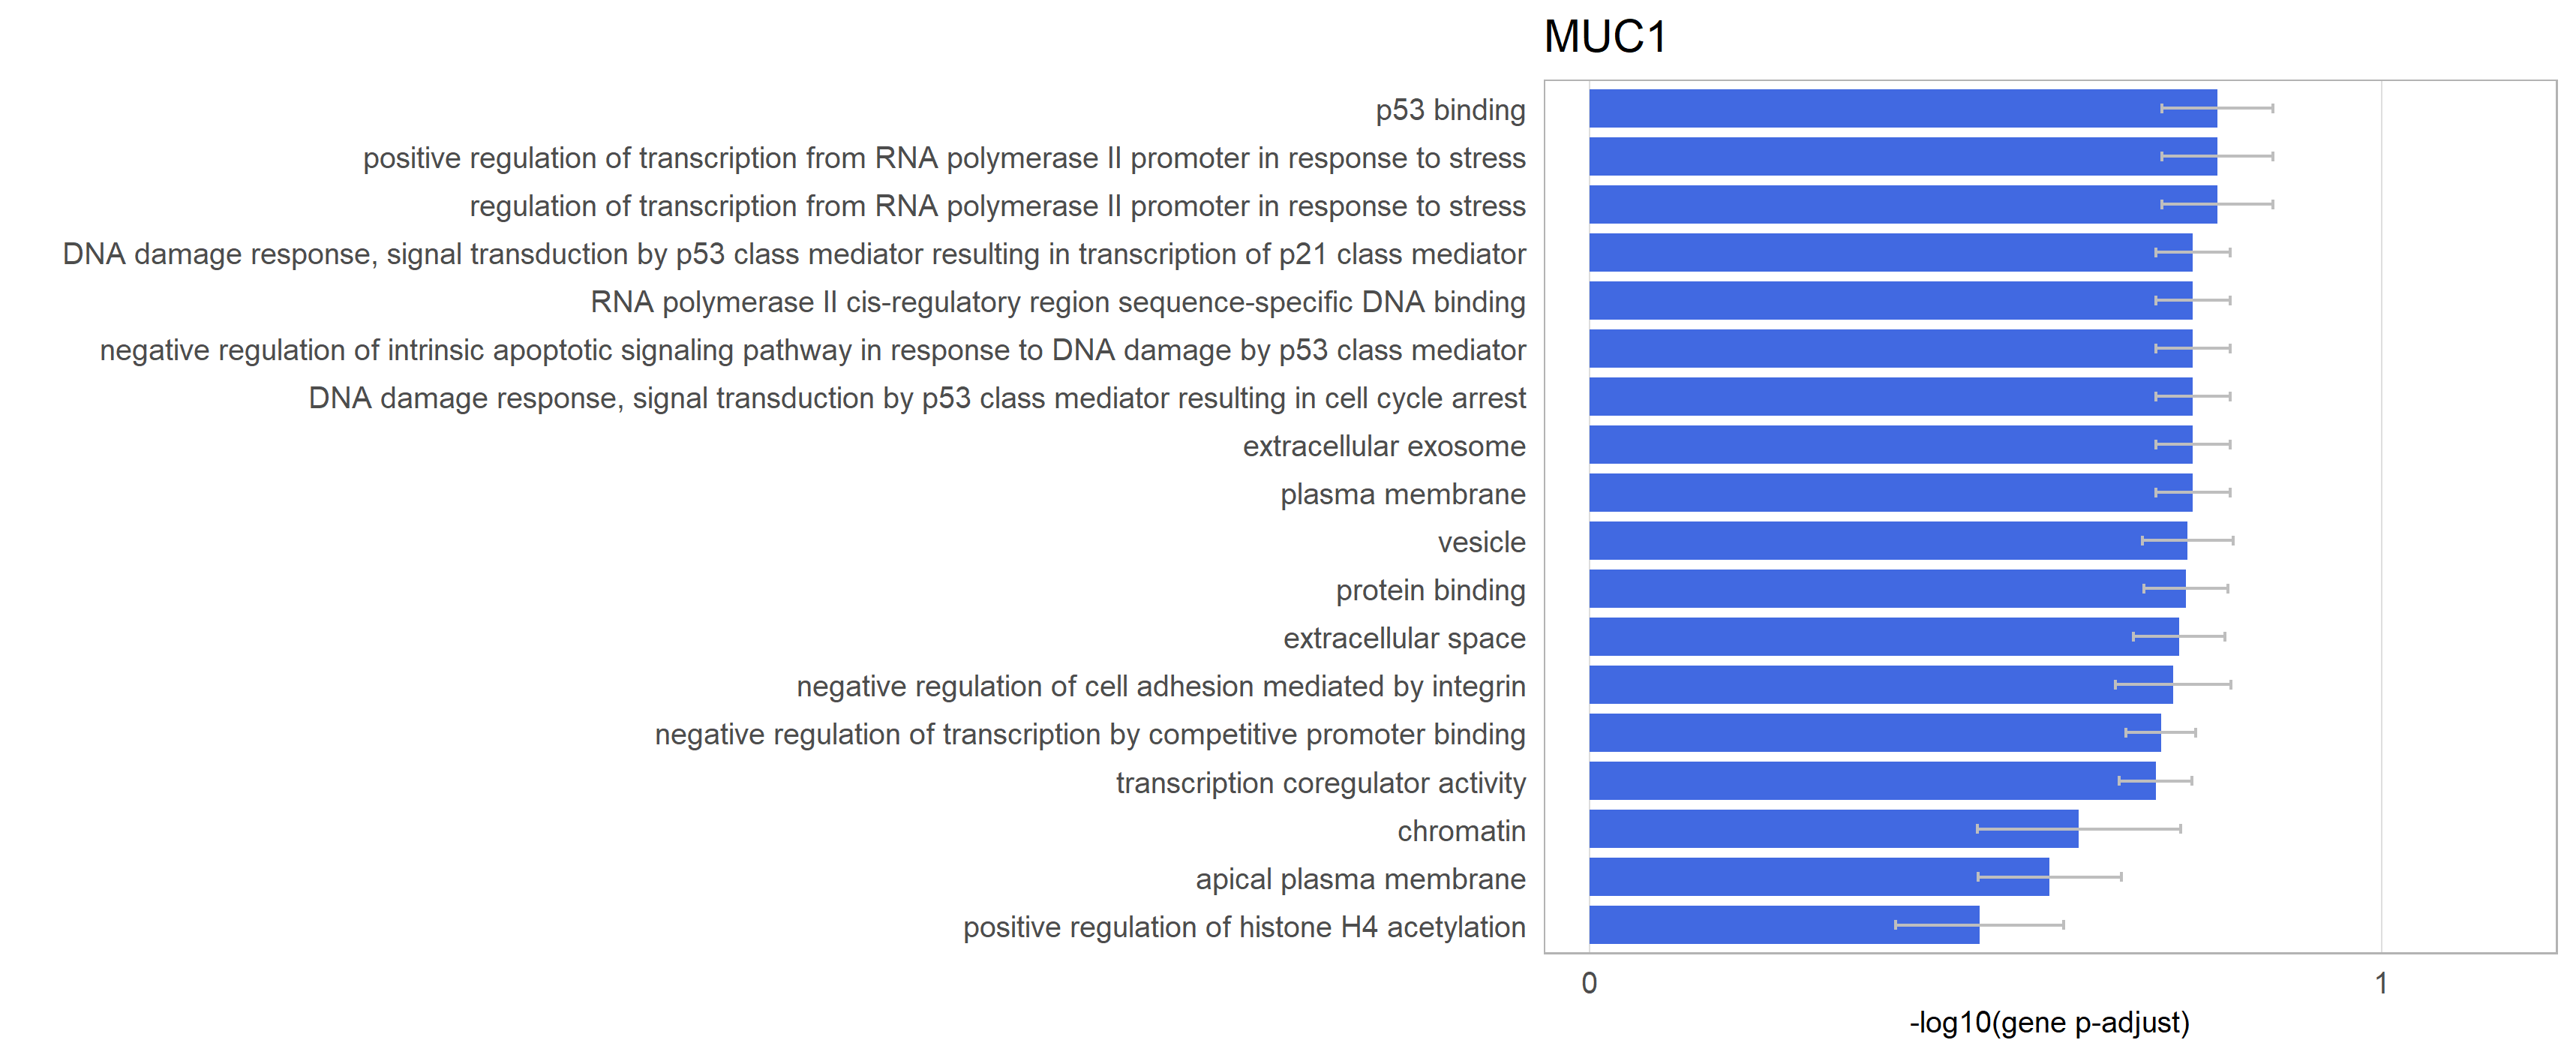 MUC1
p53 binding
positive regulation of transcription from RNA polymerase II promoter in response to stress
regulation of transcription from RNA polymerase II promoter in response to stress
DNA damage response, signal transduction by p53 class mediator resulting in transcription of p21 class mediator
RNA polymerase II cis-regulatory region sequence-specific DNA binding
negative regulation of intrinsic apoptotic signaling pathway in response to DNA damage by p53 class mediator
DNA damage response, signal transduction by p53 class mediator resulting in cell cycle arrest
extracellular exosome
plasma membrane
vesicle
protein binding
extracellular space
negative regulation of cell adhesion mediated by integrin
negative regulation of transcription by competitive promoter binding
transcription coregulator activity
chromatin
apical plasma membrane
positive regulation of histone H4 acetylation
0 1
-log10(gene p-adjust)